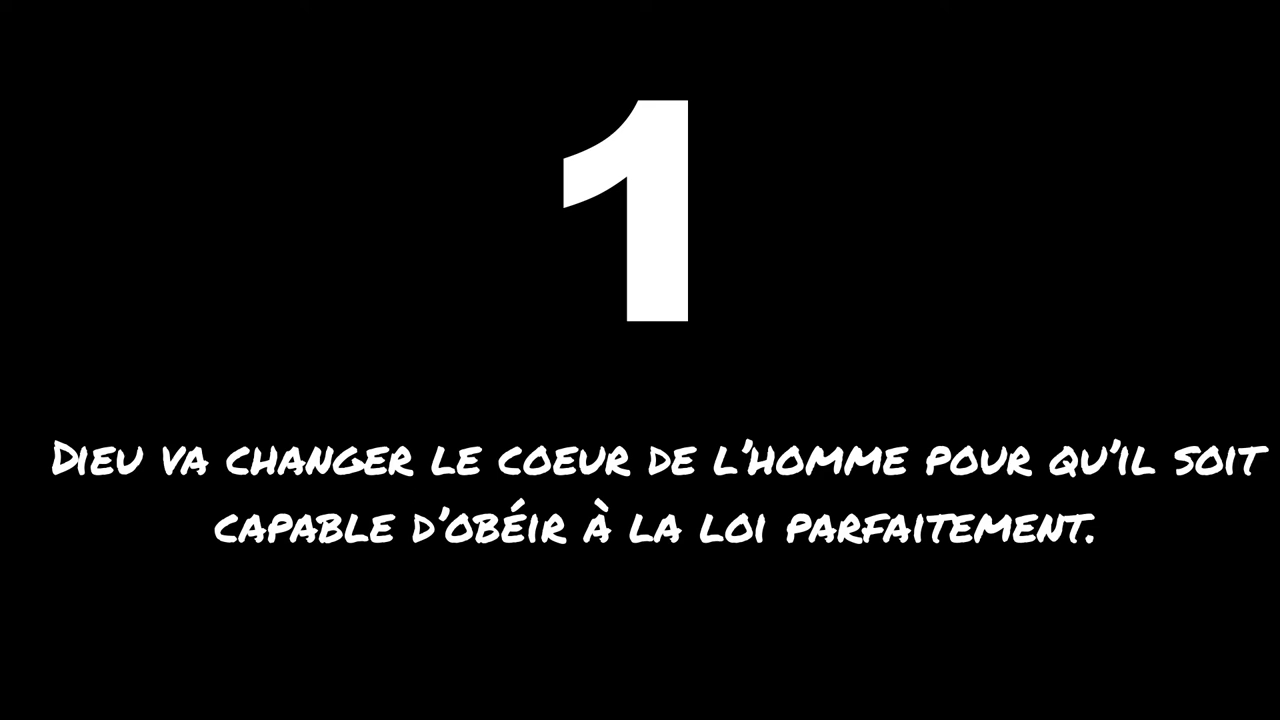 1
Dieu va changer le coeur de l'homme pour qu'il soit
capable d'obéir à la loi parfaitement.